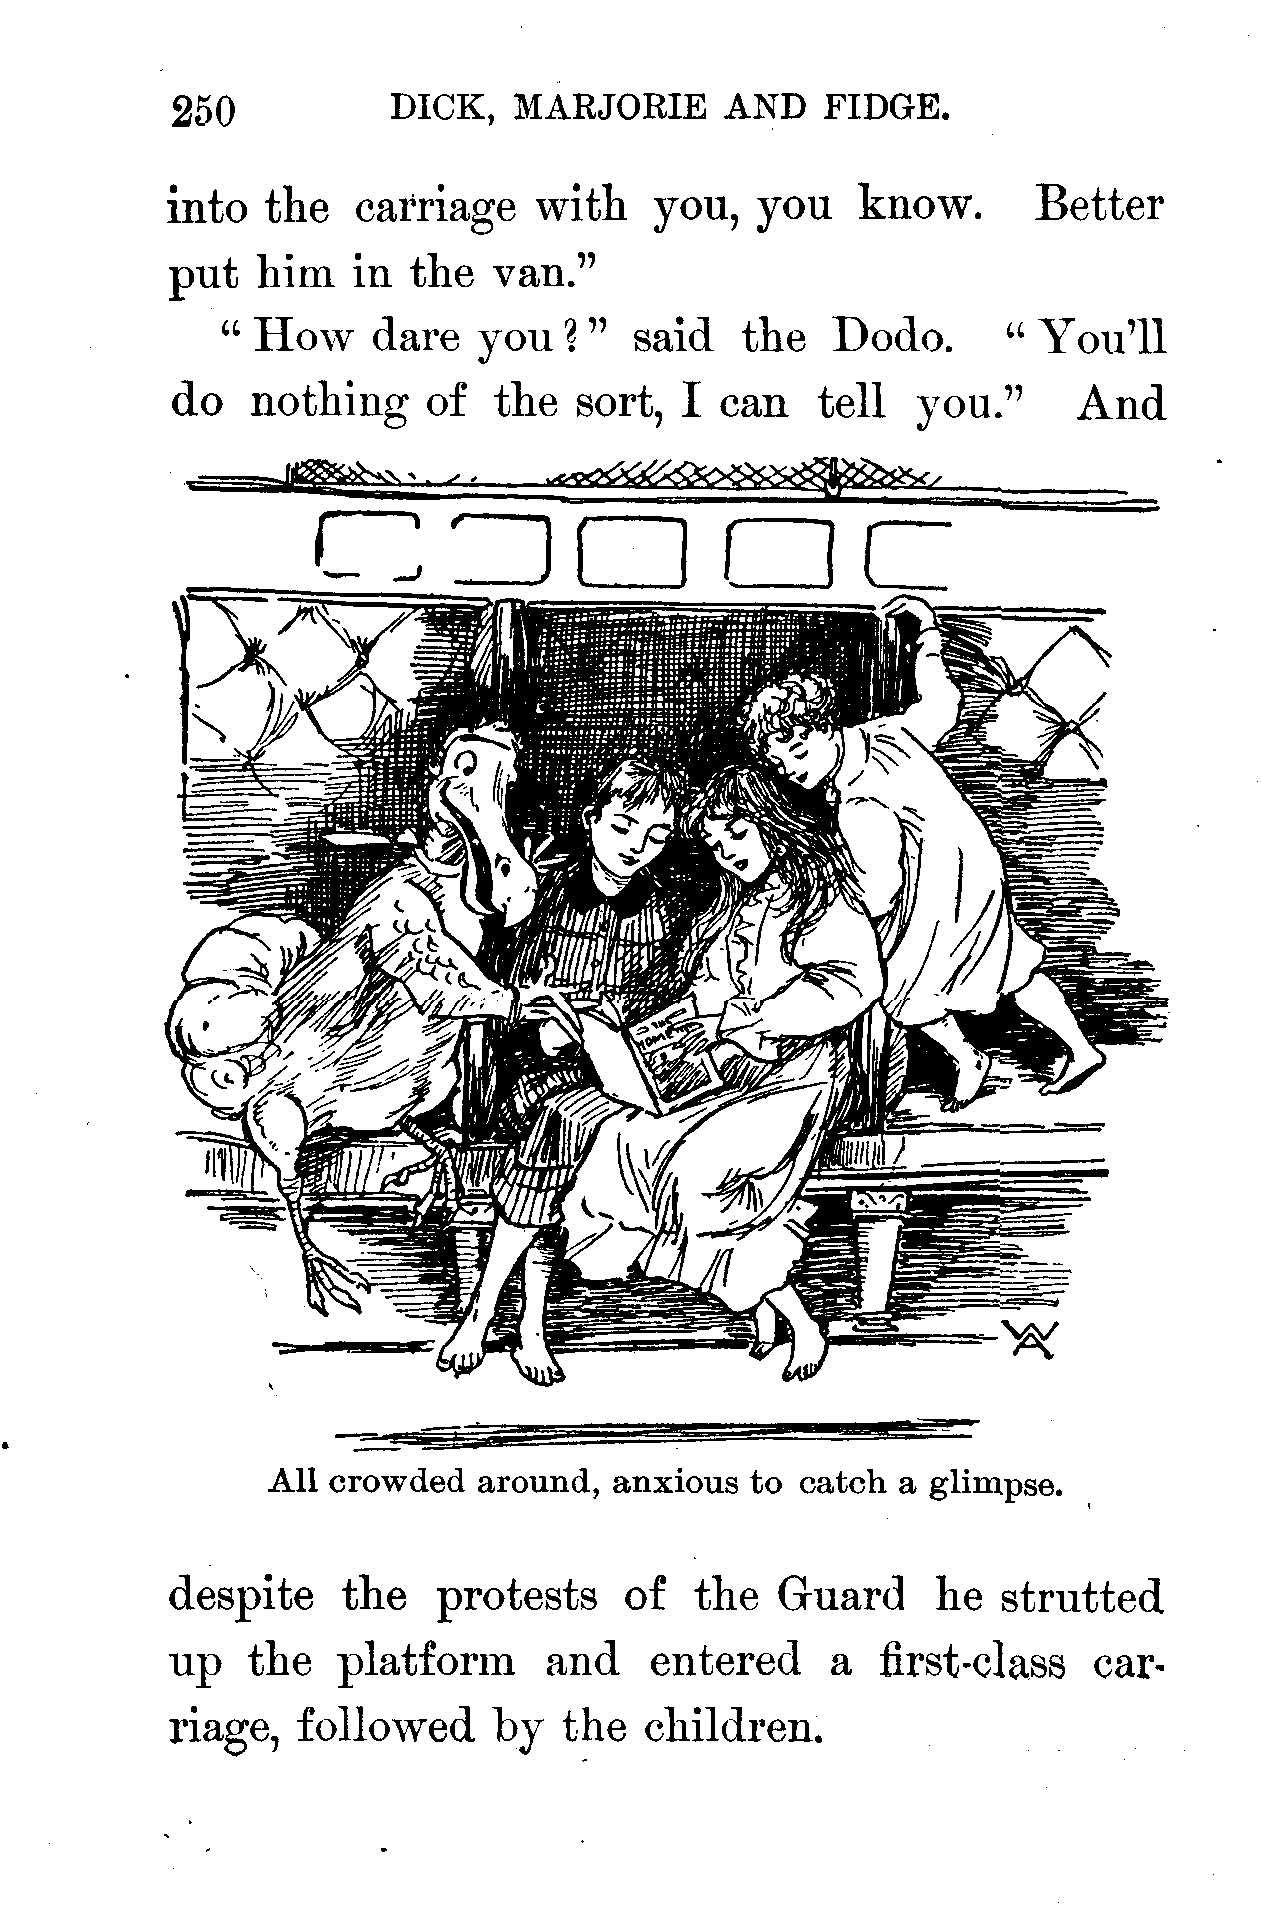 250 DICK, MARJORIE AND FIDGE.
into the carriage with you, you know. Better
put him in the van.”
“ How dare you ? ” said the Dodo. “ You’ll
do nothing of the sort, I can tell you.” And
All crowded around, anxious to catch a glimpse.
despite the protests of the Guard he strutted
up the platform and entered a first-class car-
riage, followed by the children.